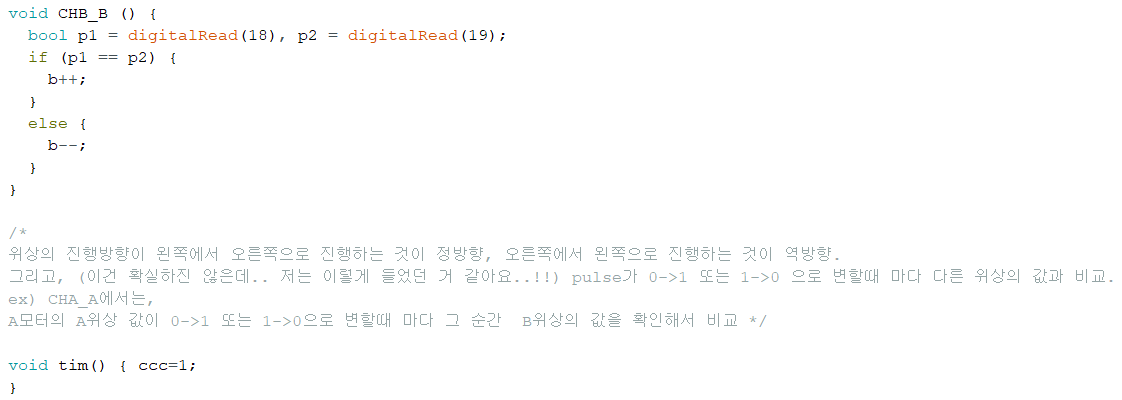 void CHB_B () {
  bool p1 = digitalRead(18), p2 = digitalRead(19);
  if (p1 == p2) {
    b++;
  }
  else {
    b--;
  }
}
/*
위상의 진행방향이 왼쪽에서 오른쪽으로 진행하는 것이 정방향, 오른쪽에서 왼쪽으로 진행하는 것이 역방향.
그리고, (이건 확실하진 않은데.. 저는 이렇게 들었던 거 같아요..!!) pulse가 0->1 또는 1->0 으로 변할때 마다 다른 위상의 값과 비교.
ex) CHA_A에서는,
A모터의 A위상 값이 0->1 또는 1->0으로 변할때 마다 그 순간  B위상의 값을 확인해서 비교 */
void tim() { ccc=1;
}